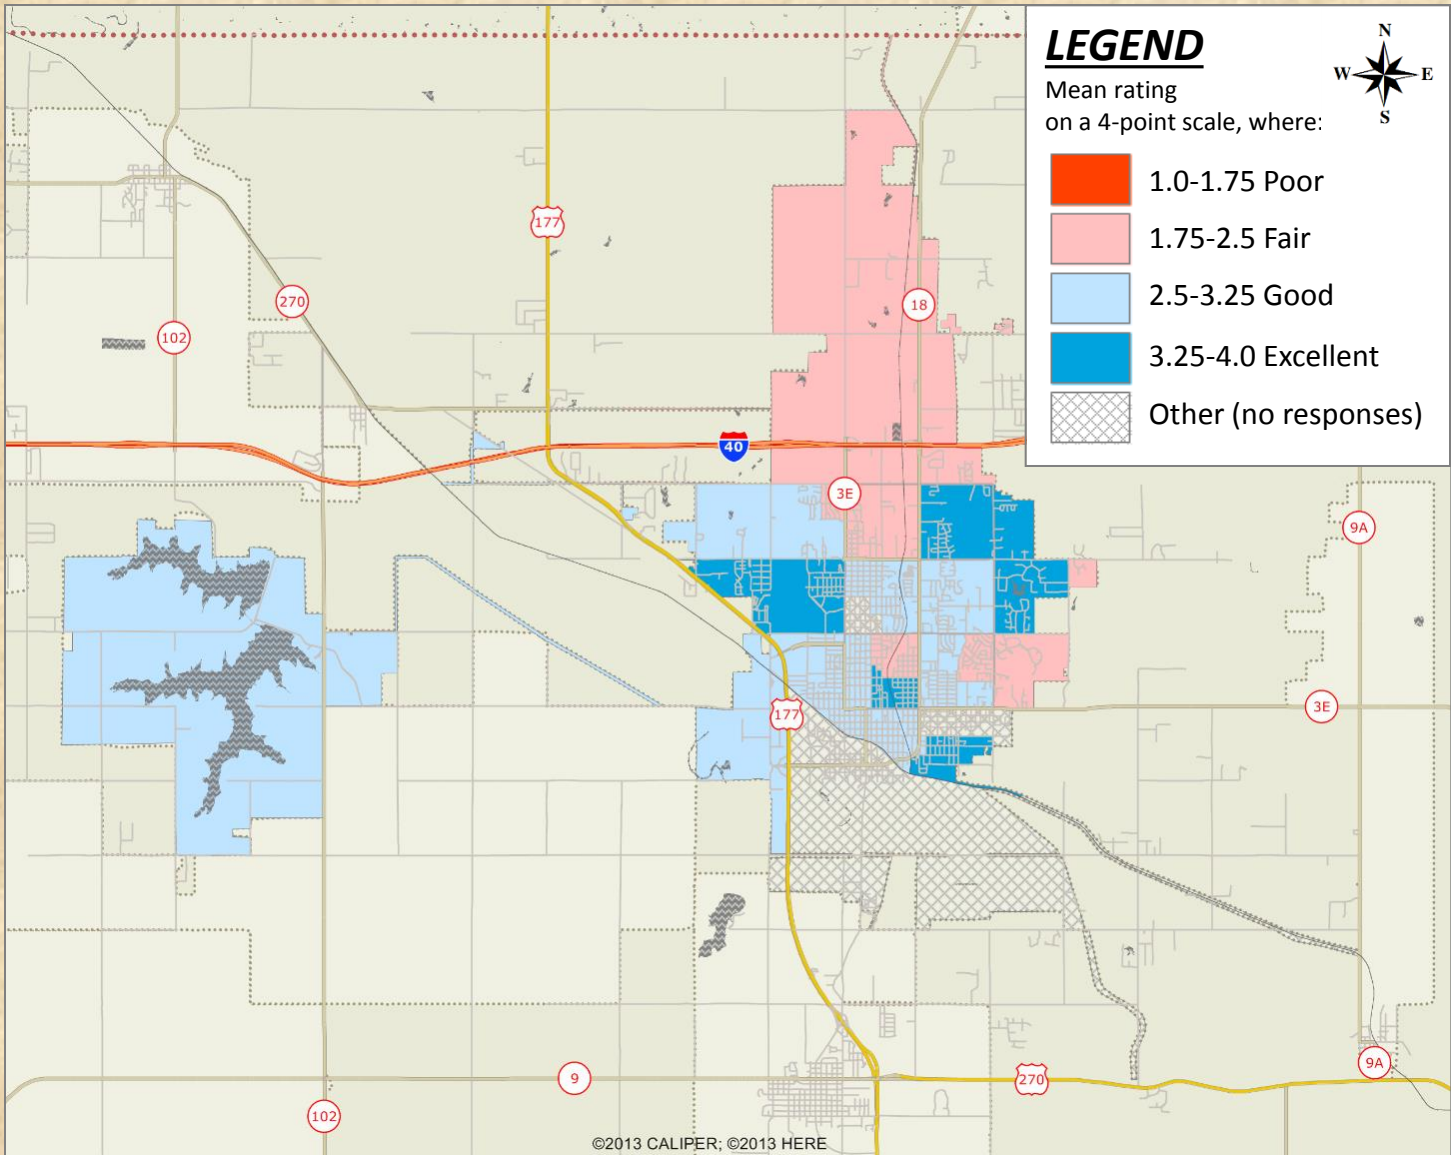 LEGEND
Mean rating
on a 4-point scale, where:
1.0-1.75 Poor
1.75-2.5 Fair
2.5-3.25 Good
3.25-4.0 Excellent
Other (no responses)
N
W
E
S
177
270
18
102
40
3E
9A
3E
177
9
270
9A
102
©2013 CALIPER; ©2013 HERE